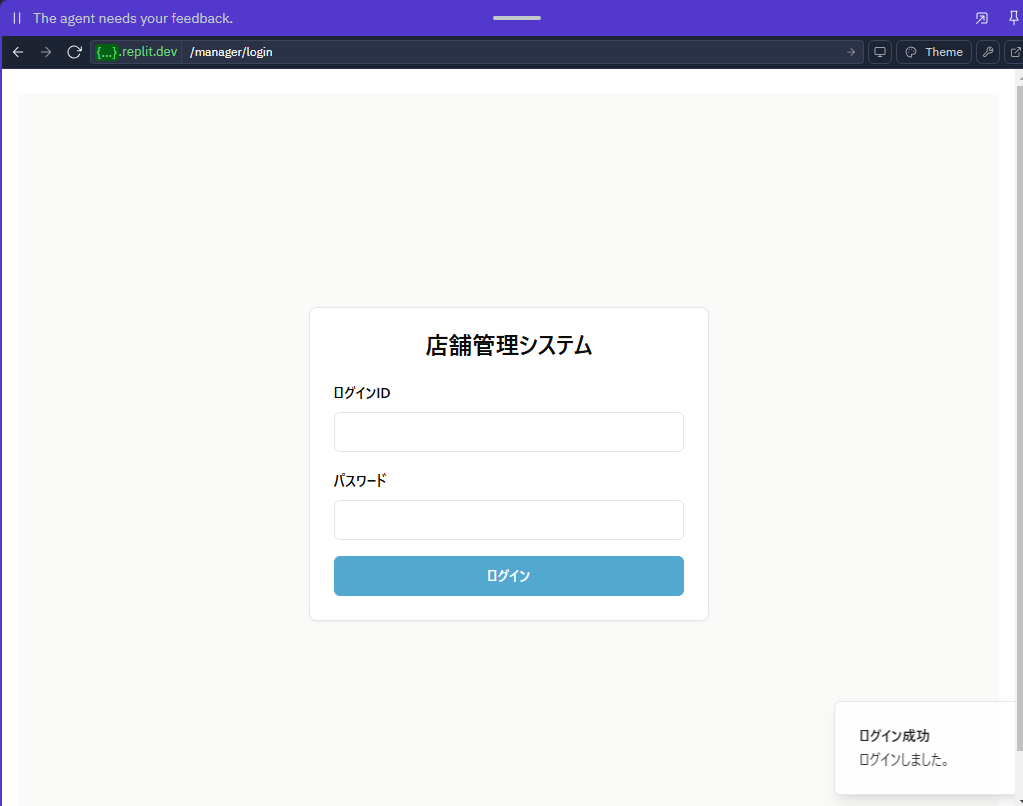 The agent needs your feedback.
{...}.replit.dev /manager/login
Theme
店舗管理システム
ログインID
パスワード
ログイン
ログイン成功
ログインしました。